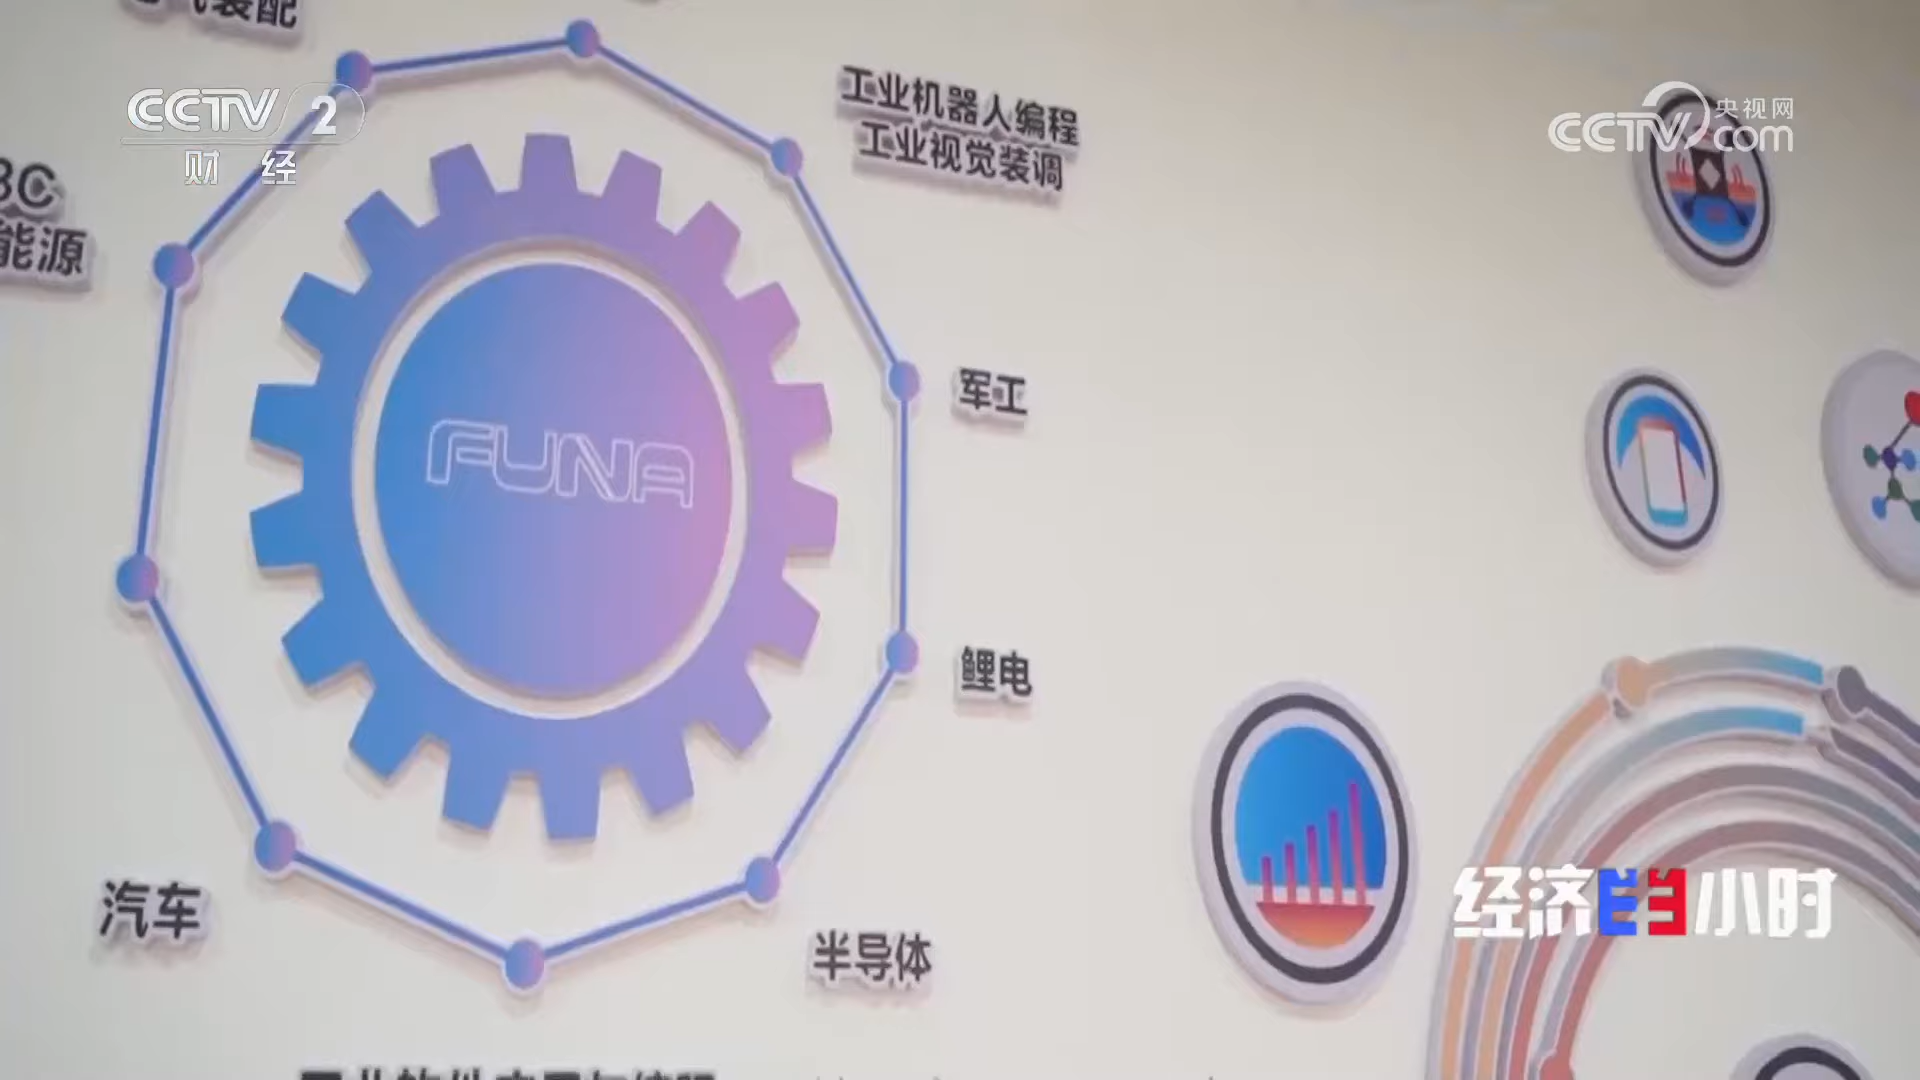 装配
CCTV 2
财 经
央视网
CCTV.com
工业机器人编程
工业视觉装调
3C
能源
军工
FUNA
锂电
汽车
半导体
经济半小时